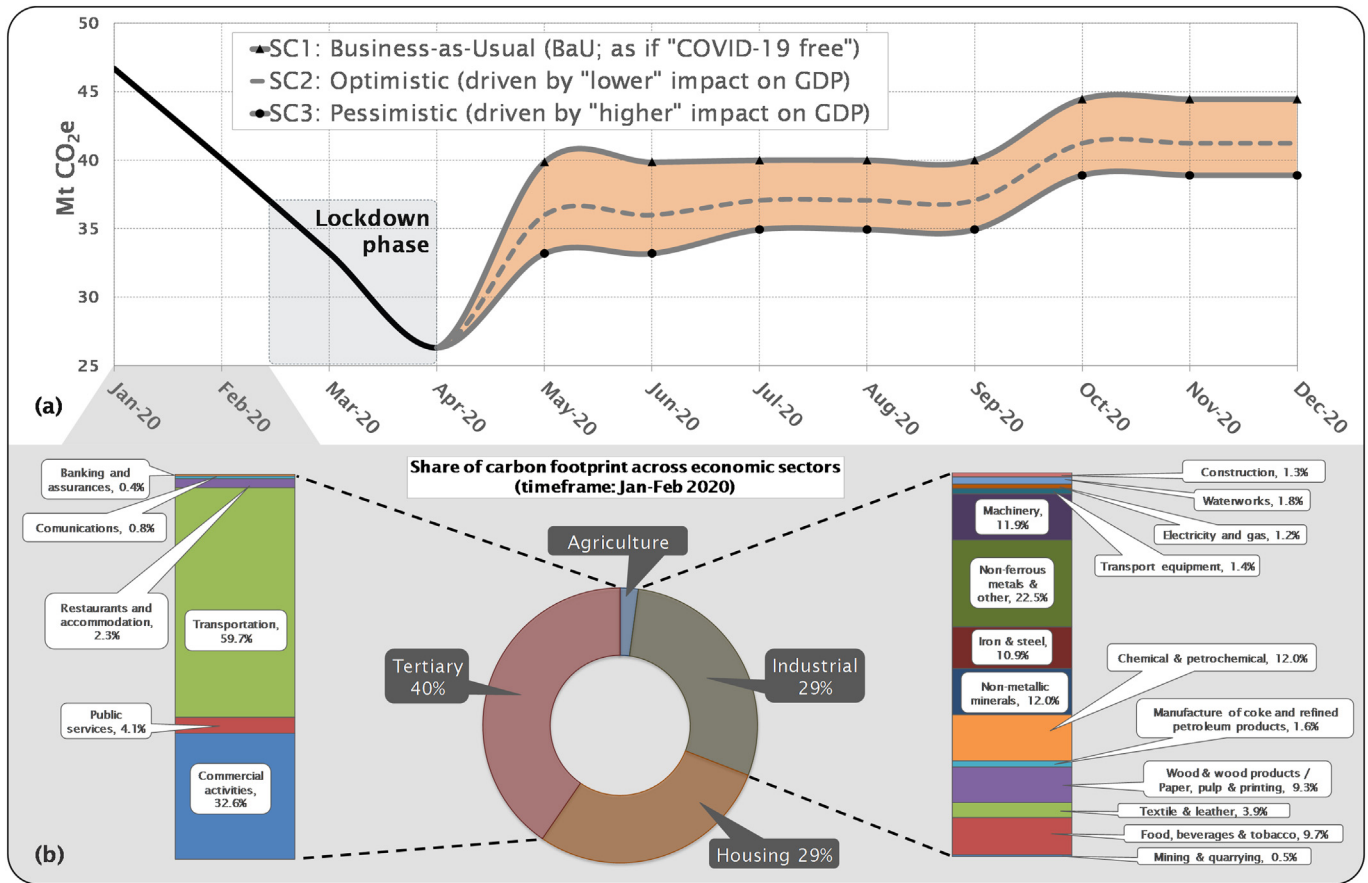 50
45
40
35
30
25
Mt CO₂e
SC1: Business-as-Usual (BaU; as if "COVID-19 free")
SC2: Optimistic (driven by "lower" impact on GDP)
SC3: Pessimistic (driven by "higher" impact on GDP)
Lockdown
phase
Jan-20
Feb-20
Mar-20
Apr-20
May-20
Jun-20
Jul-20
Aug-20
Sep-20
Oct-20
Nov-20
Dec-20
(a)
Share of carbon footprint across economic sectors
(timeframe: Jan-Feb 2020)
Banking and
assurances, 0.4%
Comunications, 0.8%
Restaurants and
accommodation,
2.3%
Transportation,
59.7%
Public
services, 4.1%
Commercial
activities,
32.6%
Agriculture
Tertiary
40%
Industrial
29%
Housing 29%
Construction, 1.3%
Waterworks, 1.8%
Electricity and gas, 1.2%
Transport equipment, 1.4%
Machinery,
11.9%
Non-ferrous
metals &
other, 22.5%
Iron & steel,
10.9%
Non-metallic
minerals, 12.0%
Chemical & petrochemical, 12.0%
Manufacture of coke and refined
petroleum products, 1.6%
Wood & wood products /
Paper, pulp & printing, 9.3%
Textile & leather, 3.9%
Food, beverages & tobacco, 9.7%
Mining & quarrying, 0.5%
(b)